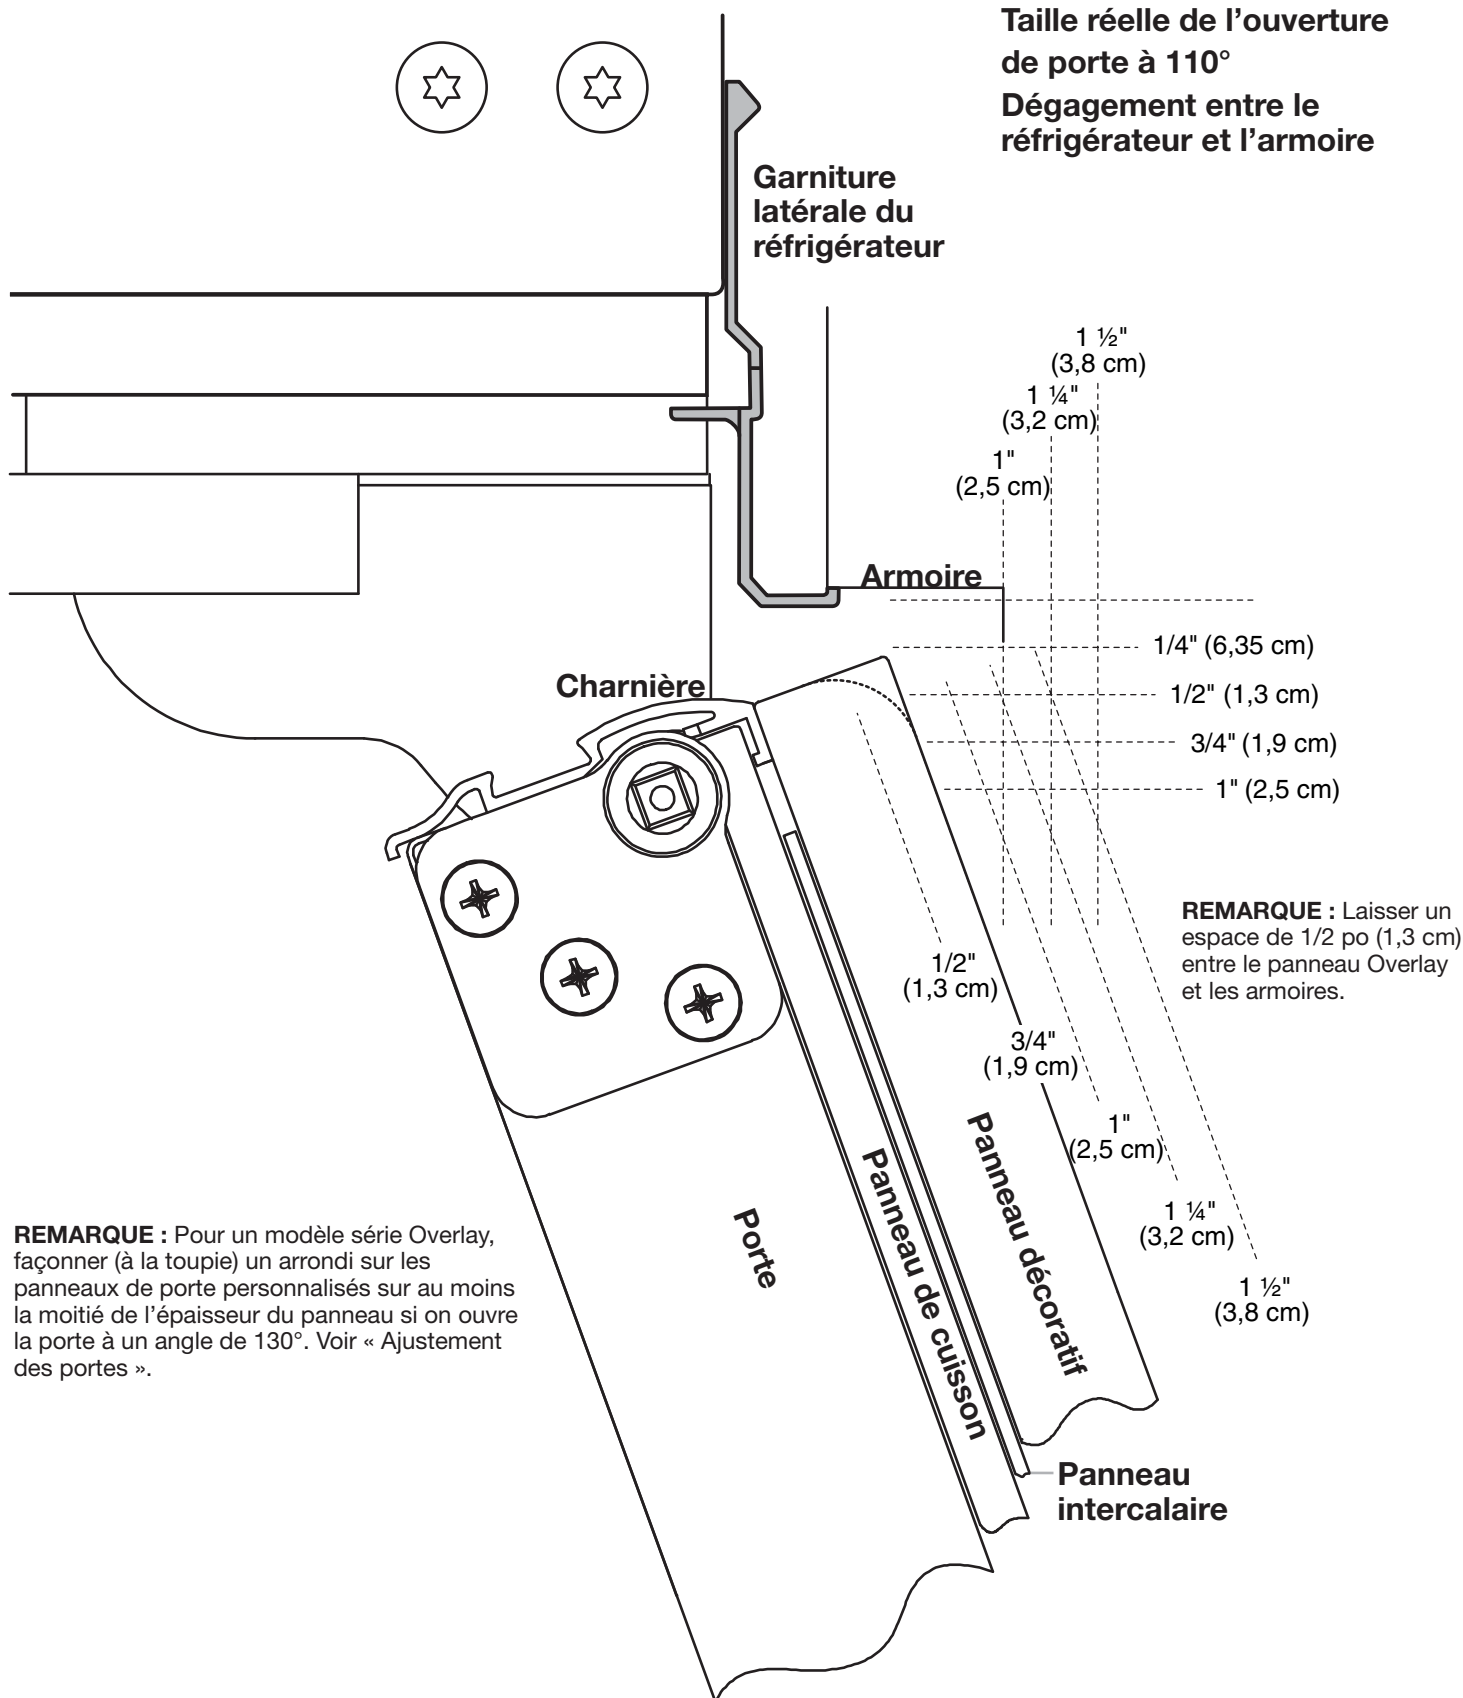 Taille réelle de l’ouverture
de porte à 110°
Dégagement entre le
réfrigérateur et l’armoire
Garniture
latérale du
réfrigérateur
1 ½"
(3,8 cm)
1 ¼"
(3,2 cm)
1"
(2,5 cm)
Armoire
1/4" (6,35 cm)
Charnière
1/2" (1,3 cm)
3/4" (1,9 cm)
1" (2,5 cm)
REMARQUE : Laisser un
espace de 1/2 po (1,3 cm)
entre le panneau Overlay
et les armoires.
1/2"
(1,3 cm)
3/4"
(1,9 cm)
1"
(2,5 cm)
1 ¼"
(3,2 cm)
1 ½"
(3,8 cm)
Porte
Panneau de cuisson
Panneau décoratif
REMARQUE : Pour un modèle série Overlay,
façonner (à la toupie) un arrondi sur les
panneaux de porte personnalisés sur au moins
la moitié de l’épaisseur du panneau si on ouvre
la porte à un angle de 130°. Voir « Ajustement
des portes ».
Panneau
intercalaire